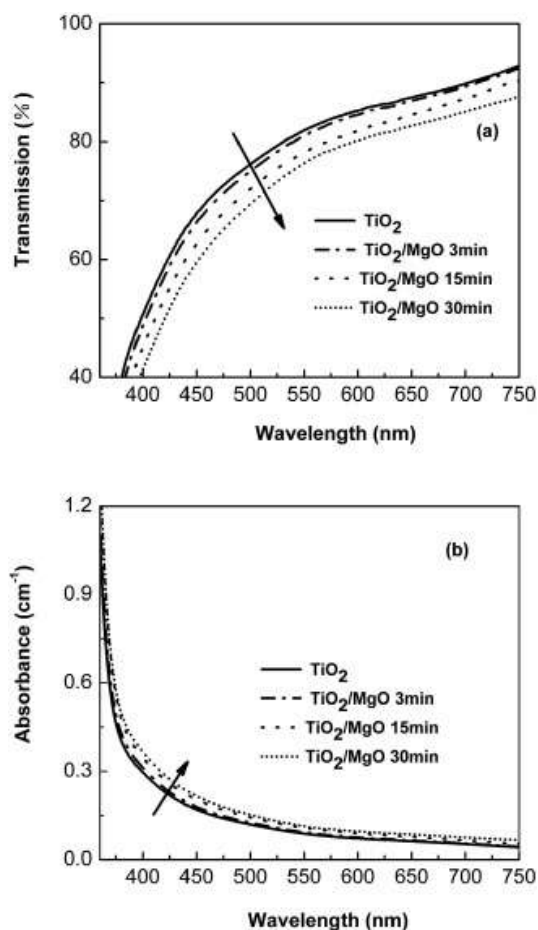 100
80
60
40
Transmission (%)
(a)
TiO2
TiO2/MgO 3min
TiO2/MgO 15min
TiO2/MgO 30min
400 450 500 550 600 650 700 750
Wavelength (nm)
1.2
0.9
0.6
0.3
0.0
Absorbance (cm-1)
(b)
TiO2
TiO2/MgO 3min
TiO2/MgO 15min
TiO2/MgO 30min
400 450 500 550 600 650 700 750
Wavelength (nm)